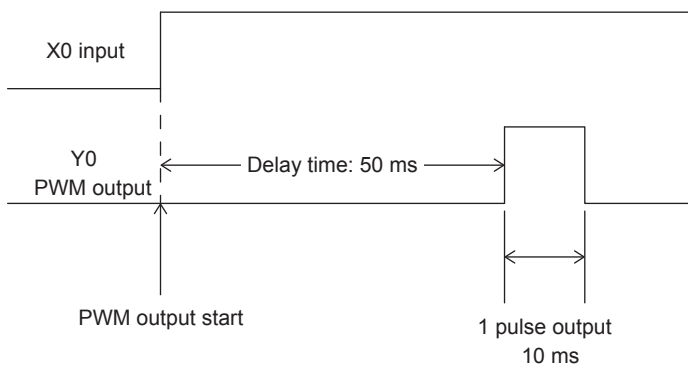 X0 input
Y0
PWM output
Delay time: 50 ms
PWM output start
1 pulse output
10 ms